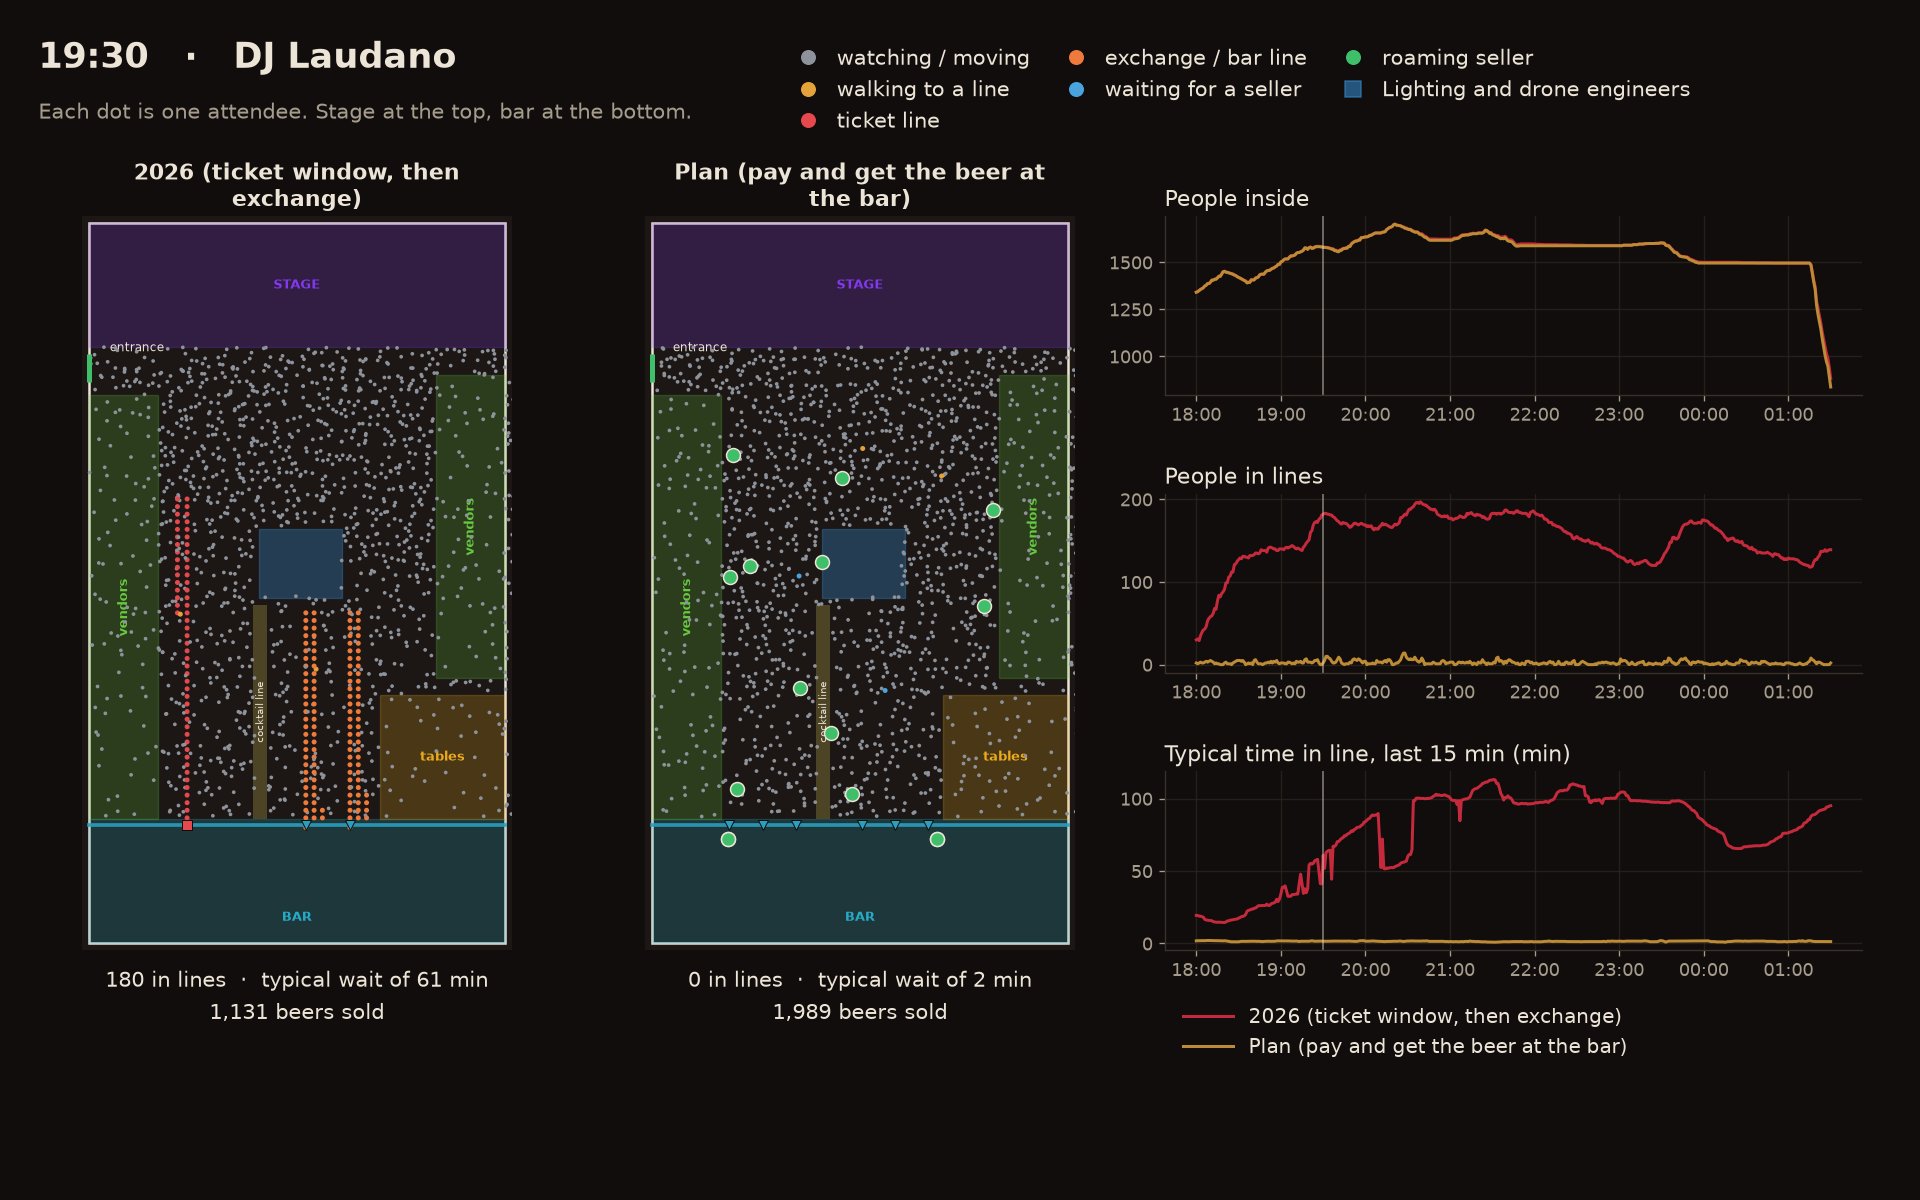 19:30 · DJ Laudano
Each dot is one attendee. Stage at the top, bar at the bottom.
watching / moving
walking to a line
ticket line
exchange / bar line
waiting for a seller
roaming seller
Lighting and drone engineers
2026 (ticket window, then
exchange)
STAGE
entrance
vendors
vendors
cocktail line
tables
BAR
180 in lines · typical wait of 61 min
1,131 beers sold
Plan (pay and get the beer at
the bar)
STAGE
entrance
vendors
vendors
cocktail line
tables
BAR
0 in lines · typical wait of 2 min
1,989 beers sold
People inside
1500
1250
1000
18:00 19:00 20:00 21:00 22:00 23:00 00:00 01:00
People in lines
200
100
0
18:00 19:00 20:00 21:00 22:00 23:00 00:00 01:00
Typical time in line, last 15 min (min)
100
50
0
18:00 19:00 20:00 21:00 22:00 23:00 00:00 01:00
2026 (ticket window, then exchange)
Plan (pay and get the beer at the bar)